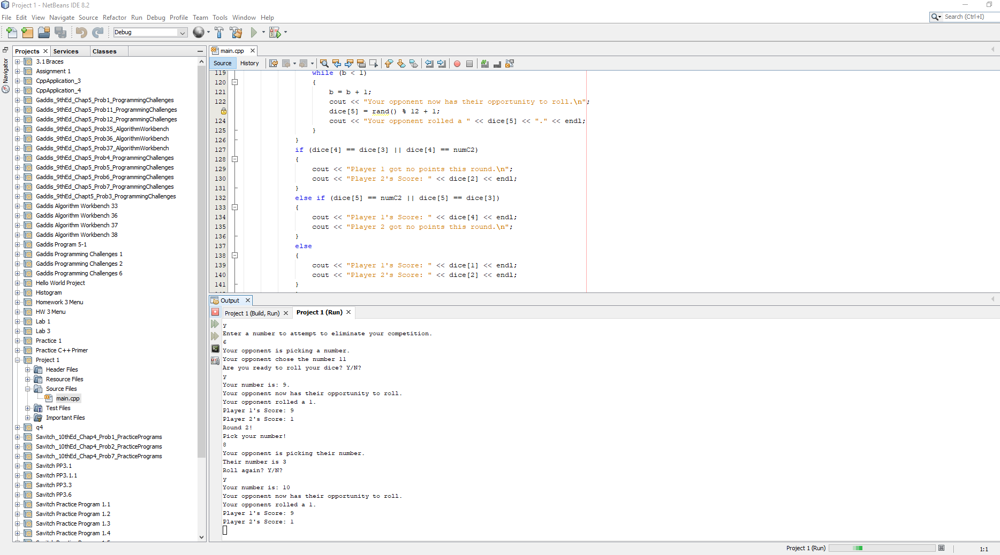 Project 1 - NetBeans IDE 8.2
File Edit View Navigate Source Refactor Run Debug Profile Team Tools Window Help
Search (Ctrl+I)
Debug
Navigator
Projects Services Classes
3.1 Braces
Assignment 1
CppApplication_3
CppApplication_4
Gaddis_9thEd_Chap5_Prob1_ProgrammingChallenges
Gaddis_9thEd_Chap5_Prob11_ProgrammingChallenges
Gaddis_9thEd_Chap5_Prob12_ProgrammingChallenges
Gaddis_9thEd_Chap5_Prob35_AlgorithmWorkbench
Gaddis_9thEd_Chap5_Prob36_AlgorithmWorkbench
Gaddis_9thEd_Chap5_Prob37_AlgorithmWorkbench
Gaddis_9thEd_Chap5_Prob4_ProgrammingChallenges
Gaddis_9thEd_Chap5_Prob5_ProgrammingChallenges
Gaddis_9thEd_Chap5_Prob6_ProgrammingChallenges
Gaddis_9thEd_Chap5_Prob7_ProgrammingChallenges
Gaddis_9thEd_Chapt5_Prob3_ProgrammingChallenges
Gaddis Algorithm Workbench 33
Gaddis Algorithm Workbench 36
Gaddis Algorithm Workbench 37
Gaddis Algorithm Workbench 38
Gaddis Program 5-1
Gaddis Programming Challenges 1
Gaddis Programming Challenges 2
Gaddis Programming Challenges 6
Hello World Project
Histogram
Homework 3 Menu
HW 3 Menu
Lab 1
Lab 3
Practice 1
Practice C++ Primer
Project 1
Header Files
Resource Files
Source Files
main.cpp
Test Files
Important Files
q4
Savitch_10thEd_Chap4_Prob1_PracticePrograms
Savitch_10thEd_Chap4_Prob2_PracticePrograms
Savitch_10thEd_Chap4_Prob7_PracticePrograms
Savitch PP3.1
Savitch PP3.1.1
Savitch PP3.3
Savitch PP3.6
Savitch Practice Program 1.1
Savitch Practice Program 1.2
Savitch Practice Program 1.3
Savitch Practice Program 1.4
main.cpp
Source History
119 while (b < 1)
120 {
121 b = b + 1;
122 cout << "Your opponent now has their opportunity to roll.\n";
dice[5] = rand() % 12 + 1;
124 cout << "Your opponent rolled a " << dice[5] << "." << endl;
125 }
126 }
127 if (dice[4] == dice[3] || dice[4] == numC2)
128 {
129 cout << "Player 1 got no points this round.\n";
130 cout << "Player 2's Score: " << dice[2] << endl;
131 }
132 else if (dice[5] == numC2 || dice[5] == dice[3])
133 {
134 cout << "Player 1's Score: " << dice[4] << endl;
135 cout << "Player 2 got no points this round.\n";
136 }
137 else
138 {
139 cout << "Player 1's Score: " << dice[1] << endl;
140 cout << "Player 2's Score: " << dice[2] << endl;
141 }
Output
Project 1 (Build, Run) Project 1 (Run)
y
Enter a number to attempt to eliminate your competition.
6
Your opponent is picking a number.
Your opponent chose the number 11
Are you ready to roll your dice? Y/N?
y
Your number is: 9.
Your opponent now has their opportunity to roll.
Your opponent rolled a 1.
Player 1's Score: 9
Player 2's Score: 1
Round 2!
Pick your number!
8
Your opponent is picking their number.
Their number is 3
Roll again? Y/N?
y
Your number is: 10
Your opponent now has their opportunity to roll.
Your opponent rolled a 1.
Player 1's Score: 9
Player 2's Score: 1
Project 1 (Run)
1:1